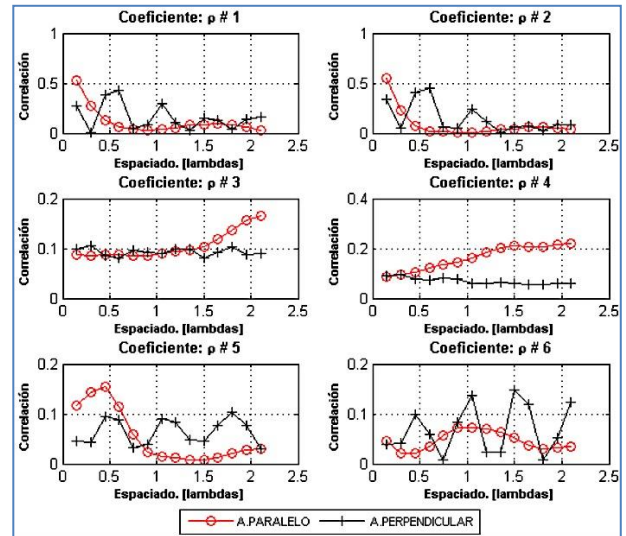 Coeficiente: ρ # 1
1
0.5
0
Correlación
0 0.5 1 1.5 2 2.5
Espaciado. [lambdas]
Coeficiente: ρ # 2
1
0.5
0
Correlación
0 0.5 1 1.5 2 2.5
Espaciado. [lambdas]
Coeficiente: ρ # 3
0.2
0.1
0
Correlación
0 0.5 1 1.5 2 2.5
Espaciado. [lambdas]
Coeficiente: ρ # 4
0.4
0.2
0
Correlación
0 0.5 1 1.5 2 2.5
Espaciado. [lambdas]
Coeficiente: ρ # 5
0.2
0.1
0
Correlación
0 0.5 1 1.5 2 2.5
Espaciado. [lambdas]
Coeficiente: ρ # 6
0.2
0.1
0
Correlación
0 0.5 1 1.5 2 2.5
Espaciado. [lambdas]
A.PARALELO A.PERPENDICULAR